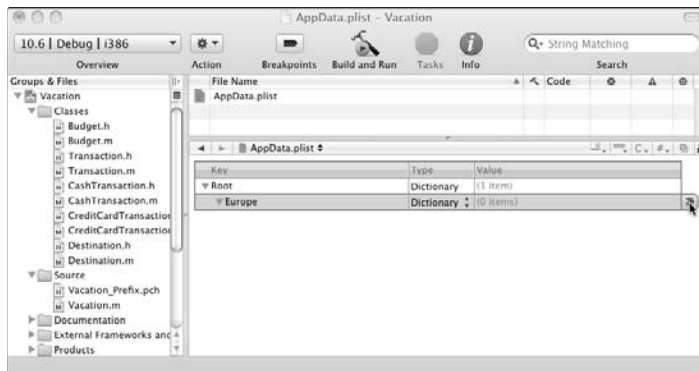 AppData.plist – Vacation
10.6 | Debug | i386
String Matching
Overview
Action
Breakpoints
Build and Run
Tasks
Info
Search
Groups & Files
Vacation
Classes
Budget.h
Budget.m
Transaction.h
Transaction.m
CashTransaction.h
CashTransaction.m
CreditCardTransaction
CreditCardTransaction
Destination.h
Destination.m
Source
Vacation_Prefix.pch
Vacation.m
Documentation
External Frameworks and
Products
File Name
Code
AppData.plist
AppData.plist
C, #,
Key Type Value
Root Dictionary (1 item)
Europe Dictionary (0 items)